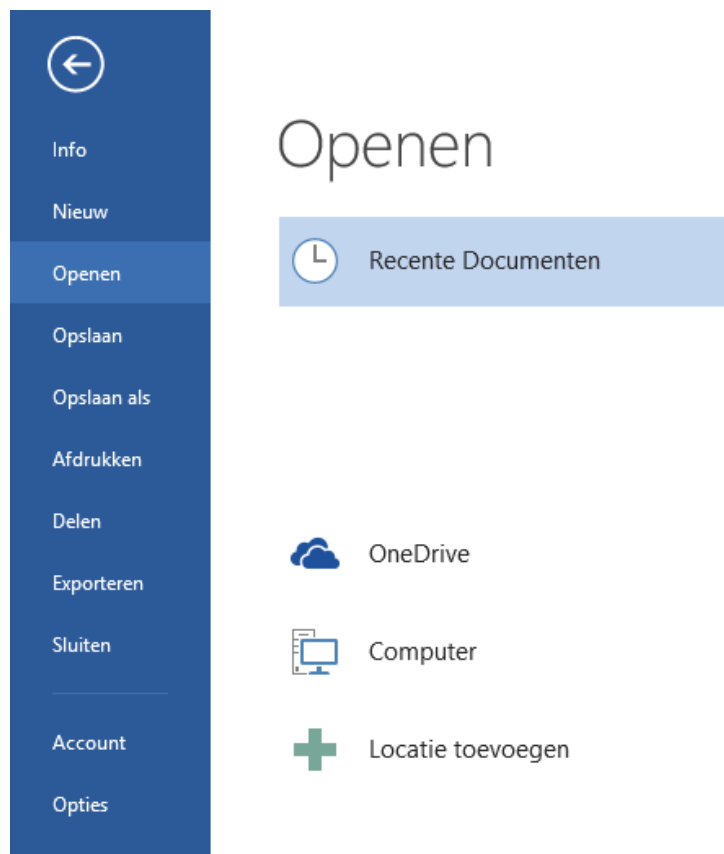 Info
Nieuw
Openen
Opslaan
Opslaan als
Afdrukken
Delen
Exporteren
Sluiten
Account
Opties
Openen
Recente Documenten
OneDrive
Computer
Locatie toevoegen